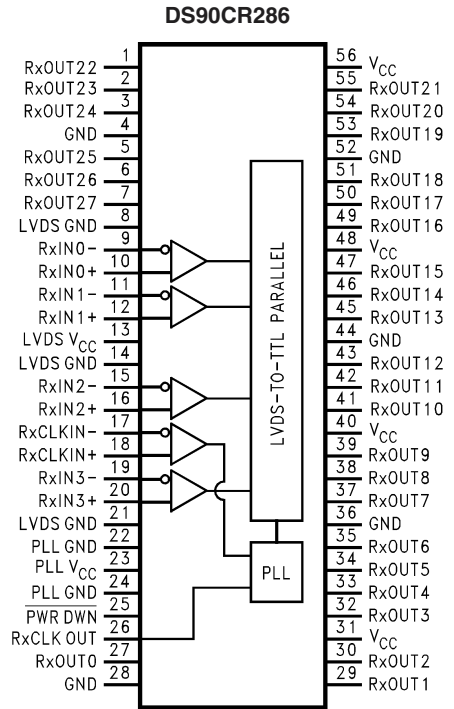 DS90CR286
RxOUT22 1
RxOUT23 2
RxOUT24 3
GND 4
RxOUT25 5
RxOUT26 6
RxOUT27 7
LVDS GND 8
RxIN0- 9
RxIN0+ 10
RxIN1- 11
RxIN1+ 12
LVDS VCC 13
LVDS GND 14
RxIN2- 15
RxIN2+ 16
RxCLKIN- 17
RxCLKIN+ 18
RxIN3- 19
RxIN3+ 20
LVDS GND 21
PLL GND 22
PLL VCC 23
PLL GND 24
PWR DWN 25
RxCLK OUT 26
RxOUT0 27
GND 28
LVDS-TO-TTL PARALLEL
PLL
56 VCC
55 RxOUT21
54 RxOUT20
53 RxOUT19
52 GND
51 RxOUT18
50 RxOUT17
49 RxOUT16
48 VCC
47 RxOUT15
46 RxOUT14
45 RxOUT13
44 GND
43 RxOUT12
42 RxOUT11
41 RxOUT10
40 VCC
39 RxOUT9
38 RxOUT8
37 RxOUT7
36 GND
35 RxOUT6
34 RxOUT5
33 RxOUT4
32 RxOUT3
31 VCC
30 RxOUT2
29 RxOUT1